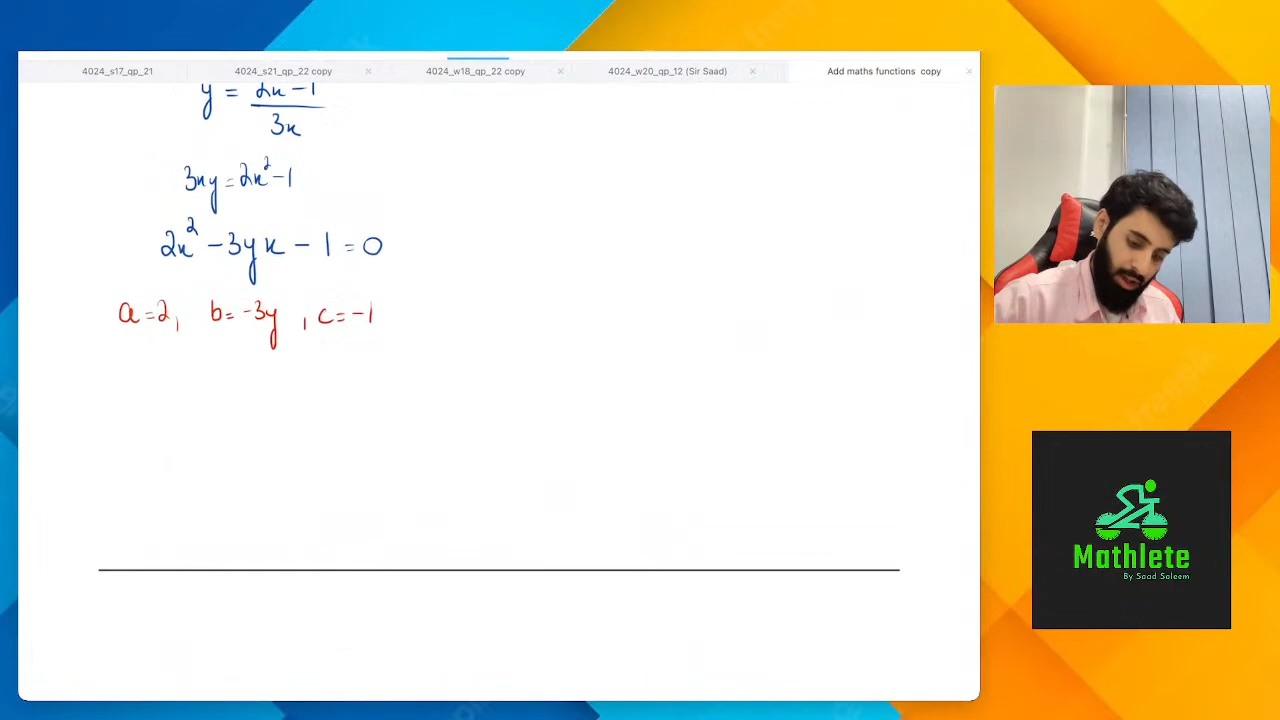 4024_s17_qp_21 4024_s21_qp_22 copy × 4024_w18_qp_22 copy × 4024_w20_qp_12 (Sir Saad) × Add maths functions copy ×
y = 2x - 1
3x
3xy = 2x² - 1
2x² - 3yx - 1 = 0
a = 2, b = -3y , c = -1
Mathlete
By Saad Saleem